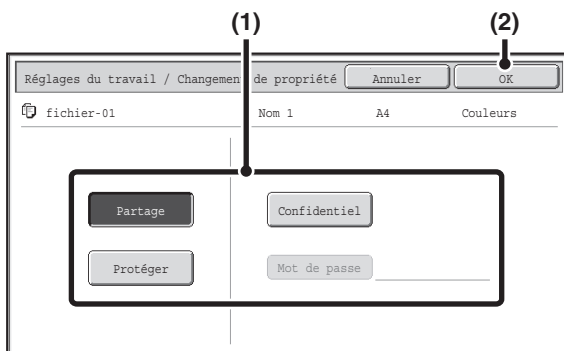 (1) (2)
Réglages du travail / Changement de propriété Annuler OK
fichier-01 Nom 1 A4 Couleurs
Partage Confidentiel
Protéger Mot de passe